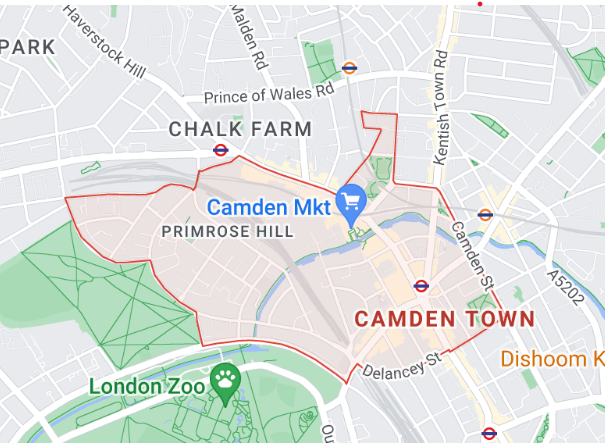 PARK
Haverstock Hill
Malden Rd
Prince of Wales Rd
Kentish Town Rd
CHALK FARM
Camden Mkt
PRIMROSE HILL
Camden St
A5202
CAMDEN TOWN
Dishoom K
Delancey St
London Zoo
Ou